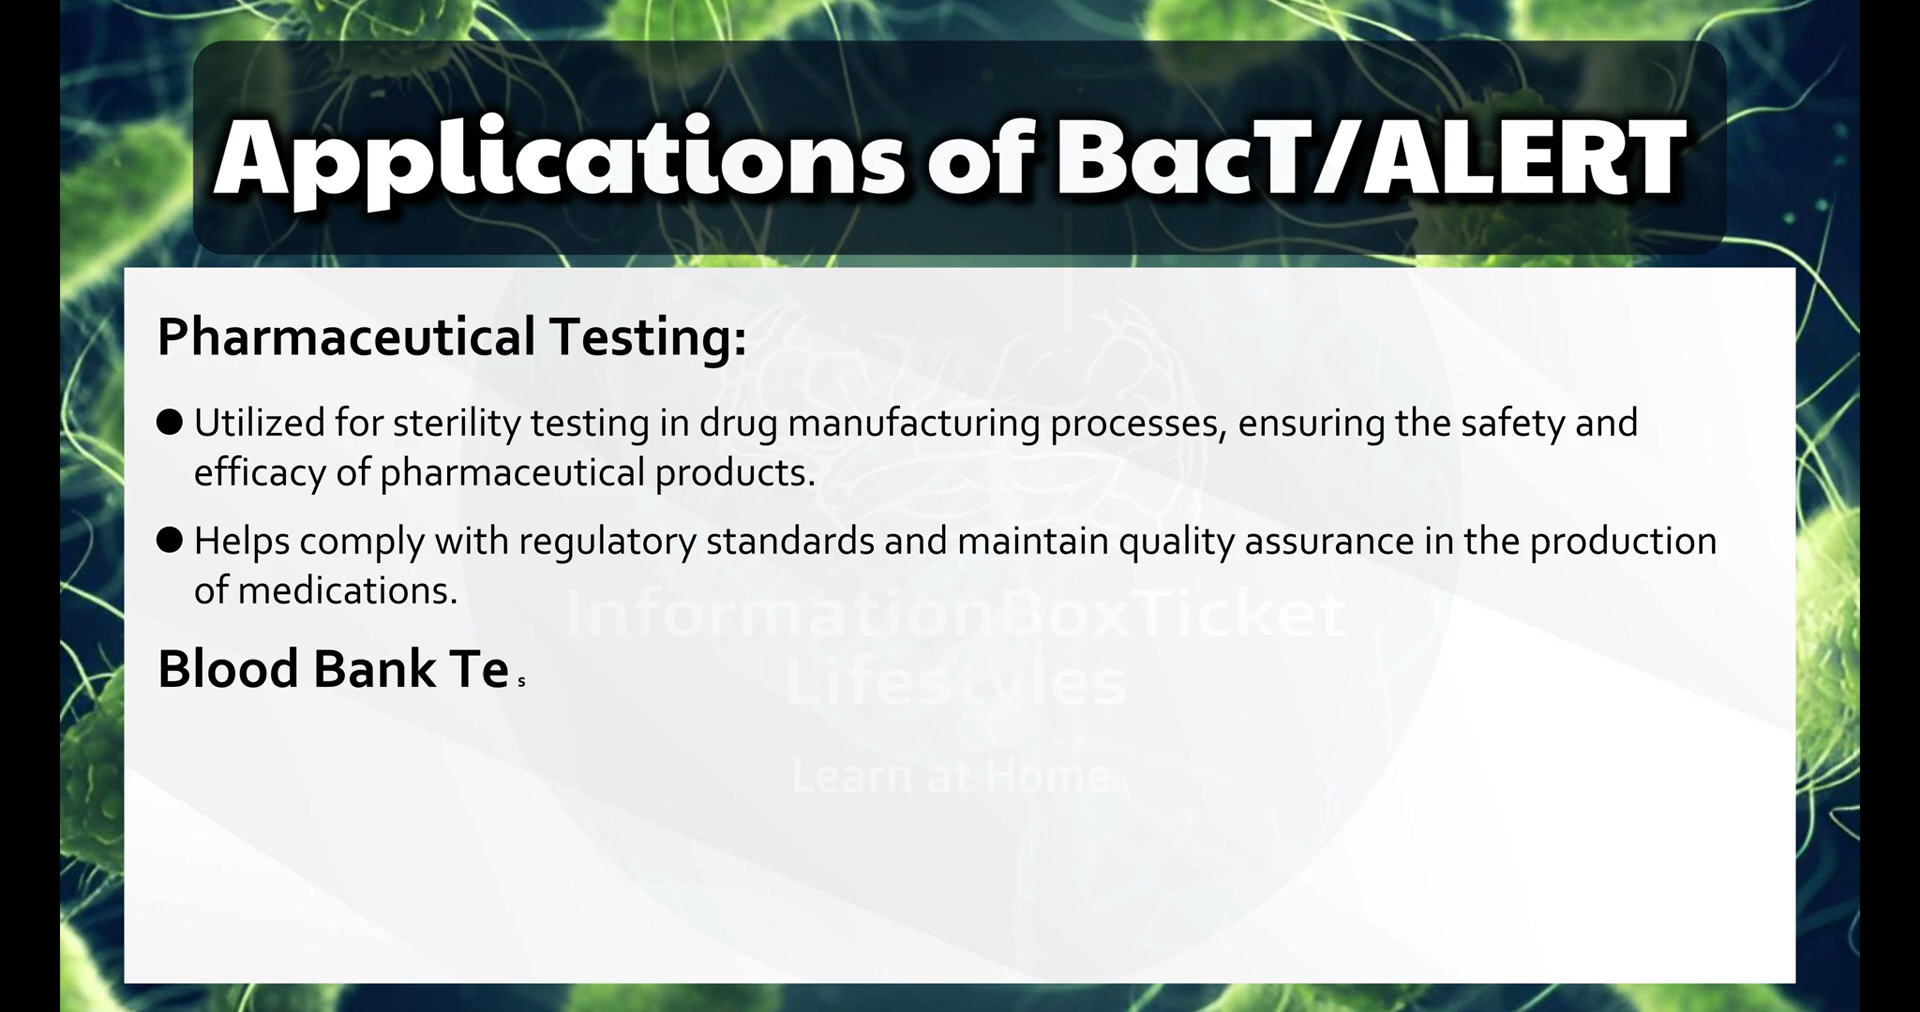 Applications of BacT/ALERT
Pharmaceutical Testing:
● Utilized for sterility testing in drug manufacturing processes, ensuring the safety and
efficacy of pharmaceutical products.
● Helps comply with regulatory standards and maintain quality assurance in the production
of medications.
InformationBoxTicket
Blood Bank Tes
Lifestyles
Learn at Home